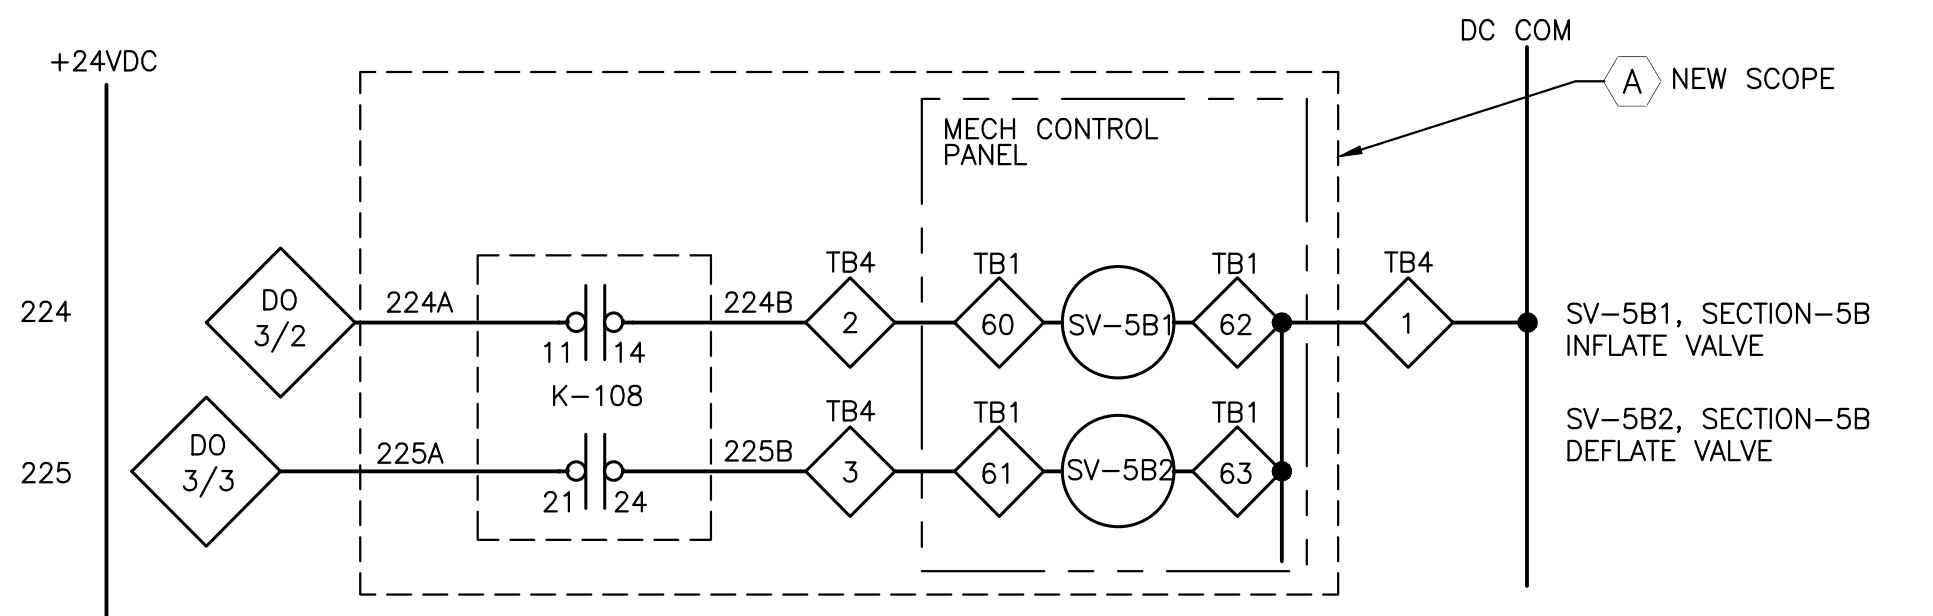 DC COM
+24VDC
A NEW SCOPE
MECH CONTROL
PANEL
TB4 TB1 TB1 TB4
224 DO 224A 224B 2 60 SV-5B1 62 1 SV-5B1, SECTION-5B
3/2 INFLATE VALVE
11 14
K-108
TB4 TB1 TB1 SV-5B2, SECTION-5B
DEFLATE VALVE
225 DO 225A 225B 3 61 SV-5B2 63
3/3
21 24